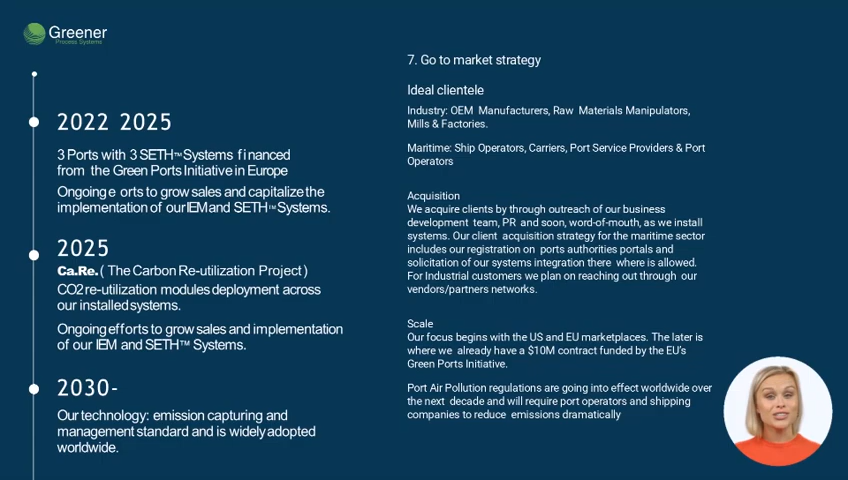 Greener
Process Systems
2022 2025
3 Ports with 3 SETH™ Systems financed
from the Green Ports Initiative in Europe
Ongoing e orts to grow sales and capitalize the
implementation of our IEM and SETH™ Systems.
2025
Ca.Re. ( The Carbon Re-utilization Project )
CO2 re-utilization modules deployment across
our installed systems.
Ongoing efforts to grow sales and implementation
of our IEM and SETH™ Systems.
2030-
Our technology: emission capturing and
management standard and is widely adopted
worldwide.
7. Go to market strategy
Ideal clientele
Industry: OEM Manufacturers, Raw Materials Manipulators,
Mills & Factories.
Maritime: Ship Operators, Carriers, Port Service Providers & Port
Operators
Acquisition
We acquire clients by through outreach of our business
development team, PR and soon, word-of-mouth, as we install
systems. Our client acquisition strategy for the maritime sector
includes our registration on ports authorities portals and
solicitation of our systems integration there where is allowed.
For Industrial customers we plan on reaching out through our
vendors/partners networks.
Scale
Our focus begins with the US and EU marketplaces. The later is
where we already have a $10M contract funded by the EU's
Green Ports Initiative.
Port Air Pollution regulations are going into effect worldwide over
the next decade and will require port operators and shipping
companies to reduce emissions dramatically